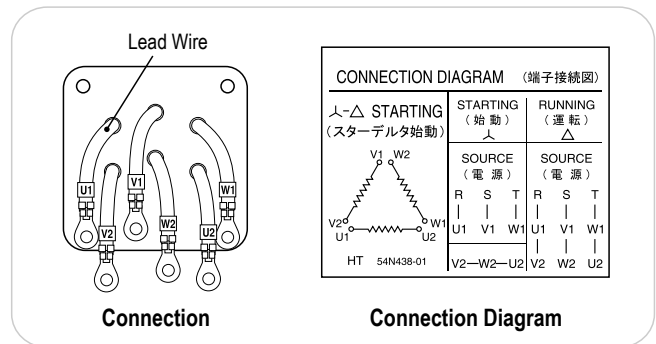 Lead Wire
U1
V1
W1
V2
W2
U2
Connection
CONNECTION DIAGRAM (端子接続図)
人-△ STARTING
(スターデルタ始動)
V1 W2
V2 W1
U1 U2
HT 54N438-01
STARTING
(始動)
人
RUNNING
(運転)
△
SOURCE
(電源)
R S T
U1 V1 W1
V2—W2—U2
SOURCE
(電源)
R S T
U1 V1 W1
V2 W2 U2
Connection Diagram